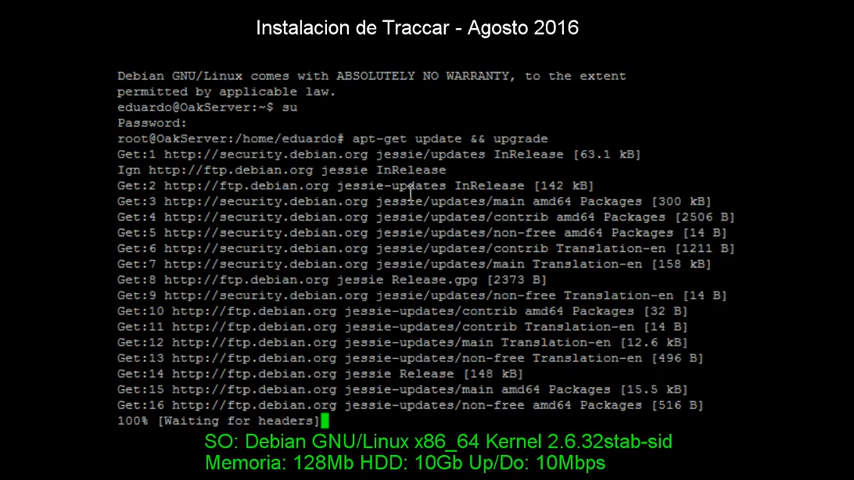 Instalacion de Traccar - Agosto 2016
Debian GNU/Linux comes with ABSOLUTELY NO WARRANTY, to the extent
permitted by applicable law.
eduardo@OakServer:~$ su
Password:
root@OakServer:/home/eduardo# apt-get update && upgrade
Get:1 http://security.debian.org jessie/updates InRelease [63.1 kB]
Ign http://ftp.debian.org jessie InRelease
Get:2 http://ftp.debian.org jessie-updates InRelease [142 kB]
Get:3 http://security.debian.org jessie/updates/main amd64 Packages [300 kB]
Get:4 http://security.debian.org jessie/updates/contrib amd64 Packages [2506 B]
Get:5 http://security.debian.org jessie/updates/non-free amd64 Packages [14 B]
Get:6 http://security.debian.org jessie/updates/contrib Translation-en [1211 B]
Get:7 http://security.debian.org jessie/updates/main Translation-en [158 kB]
Get:8 http://ftp.debian.org jessie Release.gpg [2373 B]
Get:9 http://security.debian.org jessie/updates/non-free Translation-en [14 B]
Get:10 http://ftp.debian.org jessie-updates/contrib amd64 Packages [32 B]
Get:11 http://ftp.debian.org jessie-updates/contrib Translation-en [14 B]
Get:12 http://ftp.debian.org jessie-updates/main Translation-en [12.6 kB]
Get:13 http://ftp.debian.org jessie-updates/non-free Translation-en [496 B]
Get:14 http://ftp.debian.org jessie Release [148 kB]
Get:15 http://ftp.debian.org jessie-updates/main amd64 Packages [15.5 kB]
Get:16 http://ftp.debian.org jessie-updates/non-free amd64 Packages [516 B]
100% [Waiting for headers]
SO: Debian GNU/Linux x86_64 Kernel 2.6.32stab-sid
Memoria: 128Mb HDD: 10Gb Up/Do: 10Mbps